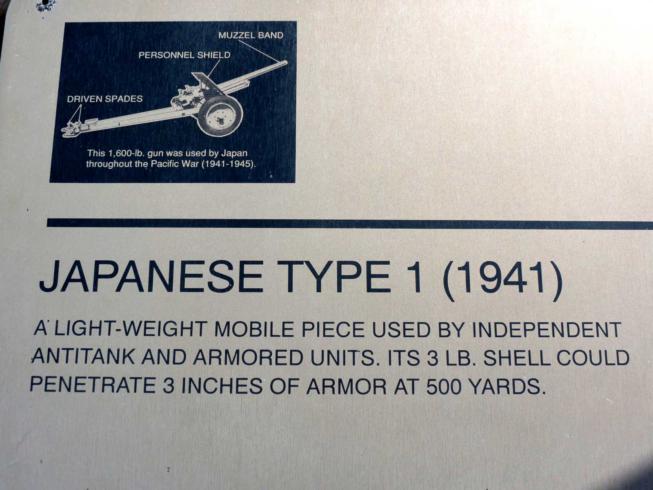 MUZZEL BAND
PERSONNEL SHIELD
DRIVEN SPADES
This 1,600-lb. gun was used by Japan
throughout the Pacific War (1941-1945).
JAPANESE TYPE 1 (1941)
A LIGHT-WEIGHT MOBILE PIECE USED BY INDEPENDENT
ANTITANK AND ARMORED UNITS. ITS 3 LB. SHELL COULD
PENETRATE 3 INCHES OF ARMOR AT 500 YARDS.